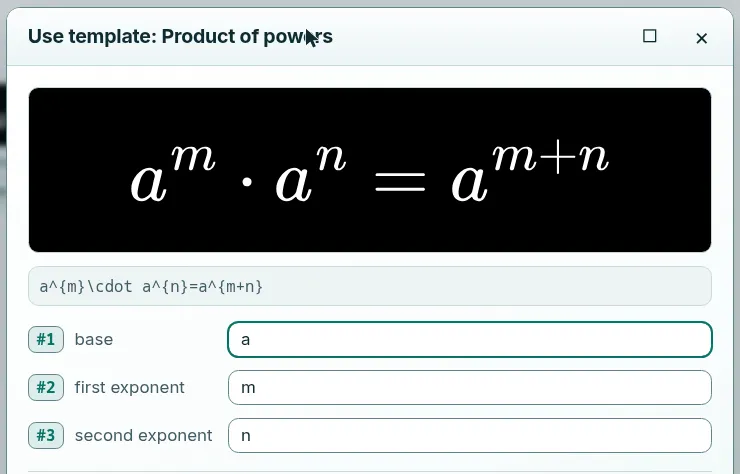 Use template: Product of powers
a^m · a^n = a^{m+n}
a^{m}\cdot a^{n}=a^{m+n}
#1 base a
#2 first exponent m
#3 second exponent n